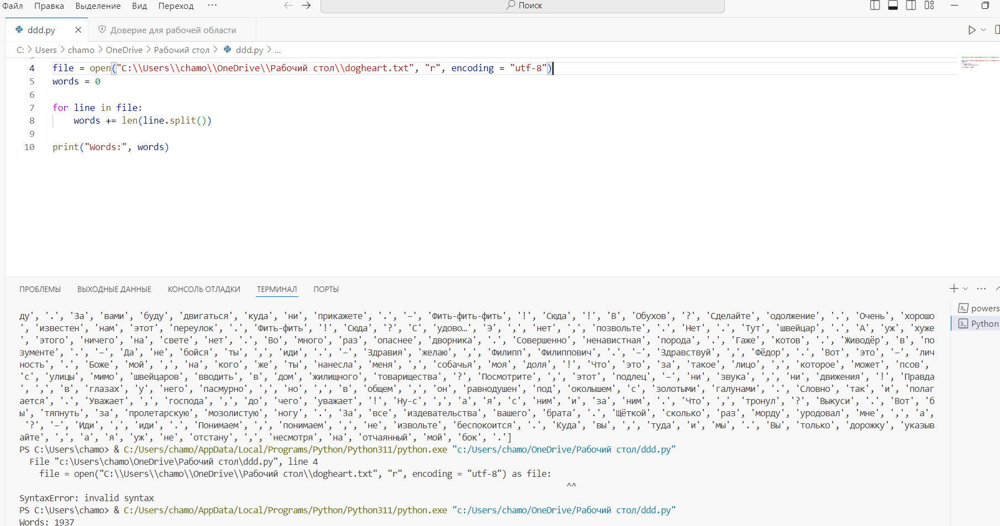 Файл Правка Выделение Вид Переход ··· ← → Поиск
ddd.py × Доверие для рабочей области
C: > Users > chamo > OneDrive > Рабочий стол > ddd.py > ...
4 file = open("C:\\Users\\chamo\\OneDrive\\Рабочий стол\\dogheart.txt", "r", encoding = "utf-8")
5 words = 0
6
7 for line in file:
8 words += len(line.split())
9
10 print("Words:", words)
ПРОБЛЕМЫ ВЫХОДНЫЕ ДАННЫЕ КОНСОЛЬ ОТЛАДКИ ТЕРМИНАЛ ПОРТЫ
powers
Python
ду', '.', 'За', 'вами', 'буду', 'двигаться', 'куда', 'ни', 'прикажете', '.', '–', 'Фить-фить-фить', '!', 'Сюда', '!', 'В', 'Обухов', '?', 'Сделайте', 'одолжение', '.', 'Очень', 'хорошо
', 'известен', 'нам', 'этот', 'переулок', '.', 'Фить-фить', '!', 'Сюда', '?', 'С', 'удово…', 'Э', ',', 'нет', ',', 'позвольте', '.', 'Нет', '.', 'Тут', 'швейцар', '.', 'А', 'уж', 'хуже
', 'этого', 'ничего', 'на', 'свете', 'нет', '.', 'Во', 'много', 'раз', 'опаснее', 'дворника', '.', 'Совершенно', 'ненавистная', 'порода', '.', 'Гаже', 'котов', '.', 'Живодёр', 'в', 'по
зументе', '.', '–', 'Да', 'не', 'бойся', 'ты', ',', 'иди', '.', '–', 'Здравия', 'желаю', ',', 'Филипп', 'Филиппович', '.', '–', 'Здравствуй', ',', 'Фёдор', '.', 'Вот', 'это', '–', 'лич
ность', '.', 'Боже', 'мой', ',', 'на', 'кого', 'же', 'ты', 'нанесла', 'меня', ',', 'собачья', 'моя', 'доля', '!', 'Что', 'это', 'за', 'такое', 'лицо', ',', 'которое', 'может', 'псов',
'с', 'улицы', 'мимо', 'швейцаров', 'вводить', 'в', 'дом', 'жилищного', 'товарищества', '?', 'Посмотрите', ',', 'этот', 'подлец', '–', 'ни', 'звука', ',', 'ни', 'движения', '!', 'Правда
', ',', 'в', 'глазах', 'у', 'него', 'пасмурно', ',', 'но', ',', 'в', 'общем', ',', 'он', 'равнодушен', 'под', 'околышем', 'с', 'золотыми', 'галунами', '.', 'Словно', 'так', 'и', 'полаг
ается', '.', 'Уважает', ',', 'господа', ',', 'до', 'чего', 'уважает', '!', 'Ну-с', ',', 'а', 'я', 'с', 'ним', 'и', 'за', 'ним', '.', 'Что', ',', 'тронул', '?', 'Выкуси', '.', 'Вот', 'б
ы', 'тяпнуть', 'за', 'пролетарскую', 'мозолистую', 'ногу', '.', 'За', 'все', 'издевательства', 'вашего', 'брата', '.', 'Щёткой', 'сколько', 'раз', 'морду', 'уродовал', 'мне', ',', 'а',
'?', '–', 'Иди', ',', 'иди', '.', 'Понимаем', ',', 'понимаем', ',', 'не', 'извольте', 'беспокоится', '.', 'Куда', 'вы', ',', 'туда', 'и', 'мы', '.', 'Вы', 'только', 'дорожку', 'указыв
айте', ',', 'а', 'я', 'уж', 'не', 'отстану', ',', 'несмотря', 'на', 'отчаянный', 'мой', 'бок', '.']
PS C:\Users\chamo> & C:/Users/chamo/AppData/Local/Programs/Python/Python311/python.exe "c:/Users/chamo/OneDrive/Рабочий стол/ddd.py"
File "c:\Users\chamo\OneDrive\Рабочий стол\ddd.py", line 4
file = open("C:\\Users\\chamo\\OneDrive\\Рабочий стол\\dogheart.txt", "r", encoding = "utf-8") as file:
^^
SyntaxError: invalid syntax
PS C:\Users\chamo> & C:/Users/chamo/AppData/Local/Programs/Python/Python311/python.exe "c:/Users/chamo/OneDrive/Рабочий стол/ddd.py"
Words: 1937